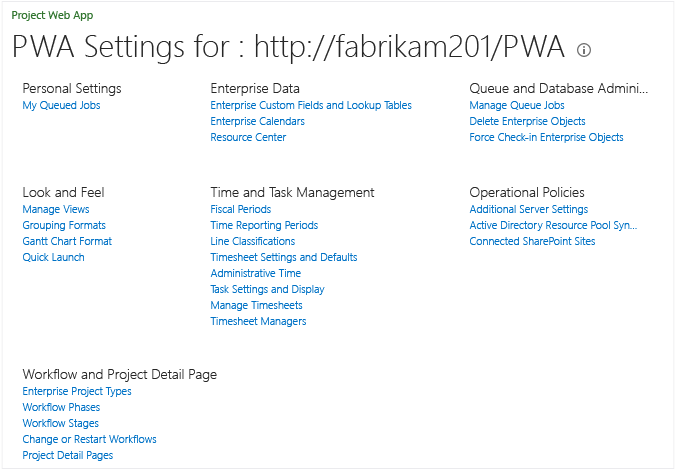 Project Web App
PWA Settings for : http://fabrikam201/PWA
Personal Settings
My Queued Jobs
Enterprise Data
Enterprise Custom Fields and Lookup Tables
Enterprise Calendars
Resource Center
Queue and Database Admini...
Manage Queue Jobs
Delete Enterprise Objects
Force Check-in Enterprise Objects
Look and Feel
Manage Views
Grouping Formats
Gantt Chart Format
Quick Launch
Time and Task Management
Fiscal Periods
Time Reporting Periods
Line Classifications
Timesheet Settings and Defaults
Administrative Time
Task Settings and Display
Manage Timesheets
Timesheet Managers
Operational Policies
Additional Server Settings
Active Directory Resource Pool Syn...
Connected SharePoint Sites
Workflow and Project Detail Page
Enterprise Project Types
Workflow Phases
Workflow Stages
Change or Restart Workflows
Project Detail Pages